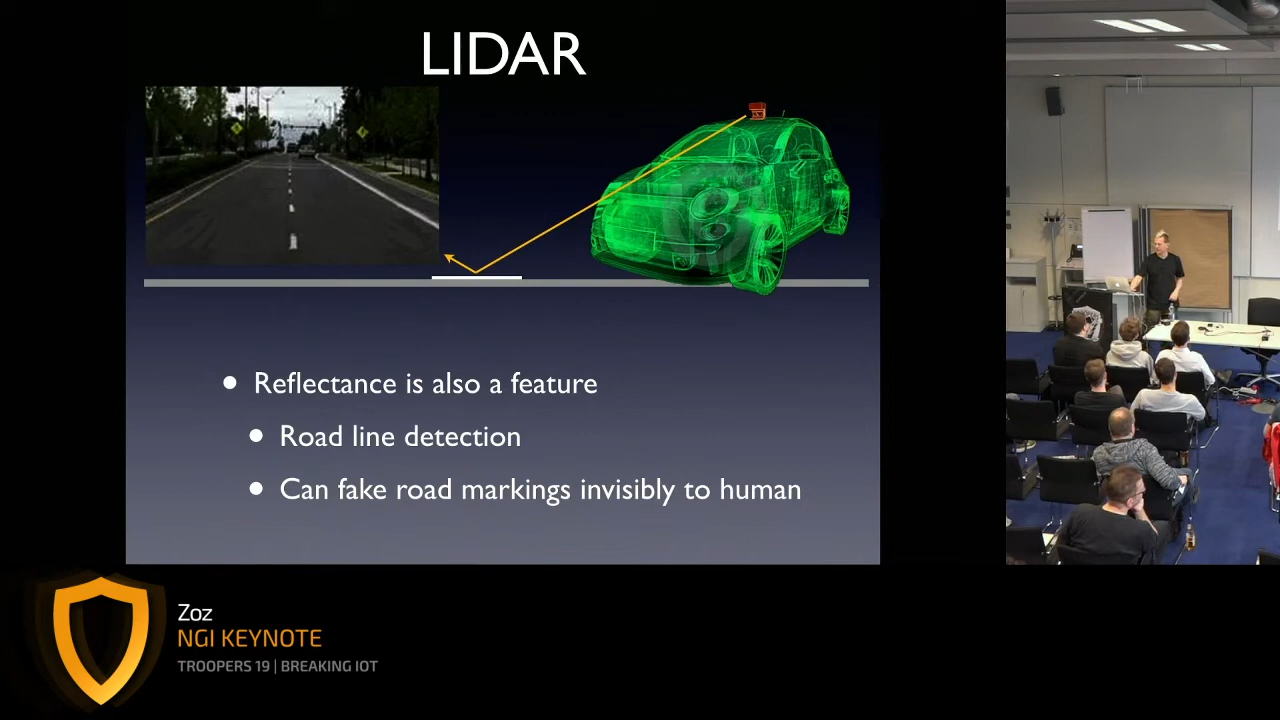 LIDAR
Reflectance is also a feature
Road line detection
Can fake road markings invisibly to human
Zoz
NGI KEYNOTE
TROOPERS 19 | BREAKING IOT